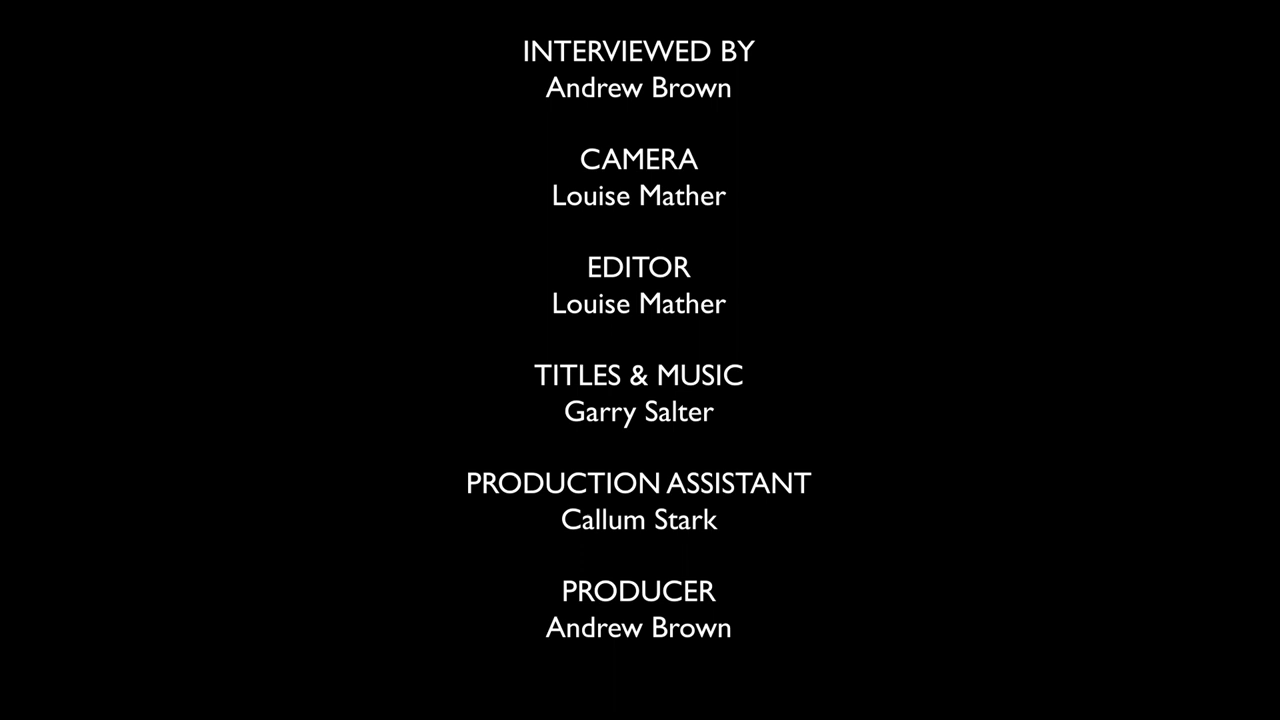 INTERVIEWED BY
Andrew Brown
CAMERA
Louise Mather
EDITOR
Louise Mather
TITLES & MUSIC
Garry Salter
PRODUCTION ASSISTANT
Callum Stark
PRODUCER
Andrew Brown